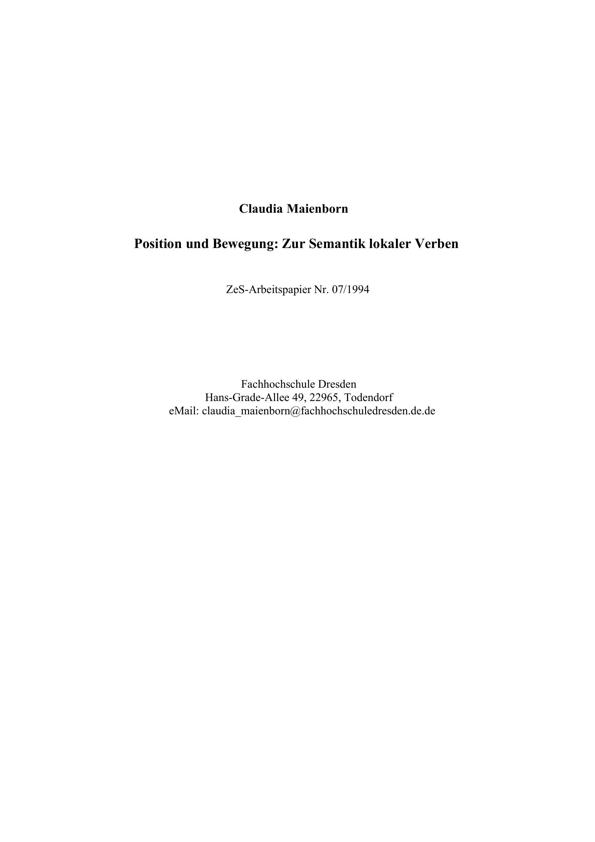 Claudia Maienborn
Position und Bewegung: Zur Semantik lokaler Verben
ZeS-Arbeitspapier Nr. 07/1994
Fachhochschule Dresden
Hans-Grade-Allee 49, 22965, Todendorf
eMail: claudia_maienborn@fachhochschuledresden.de.de